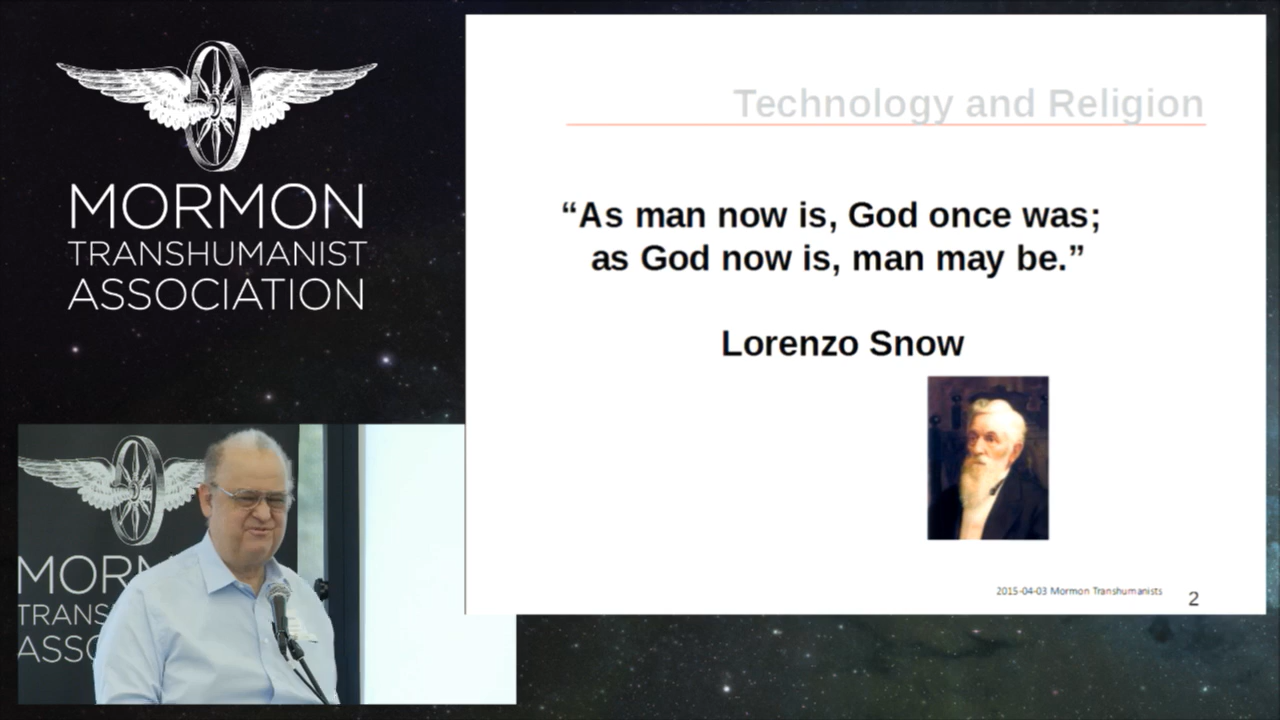 MORMON
TRANSHUMANIST
ASSOCIATION
Technology and Religion
“As man now is, God once was;
as God now is, man may be.”
Lorenzo Snow
2015-04-03 Mormon Transhumanists
2
MORM
TRANS
ASSO